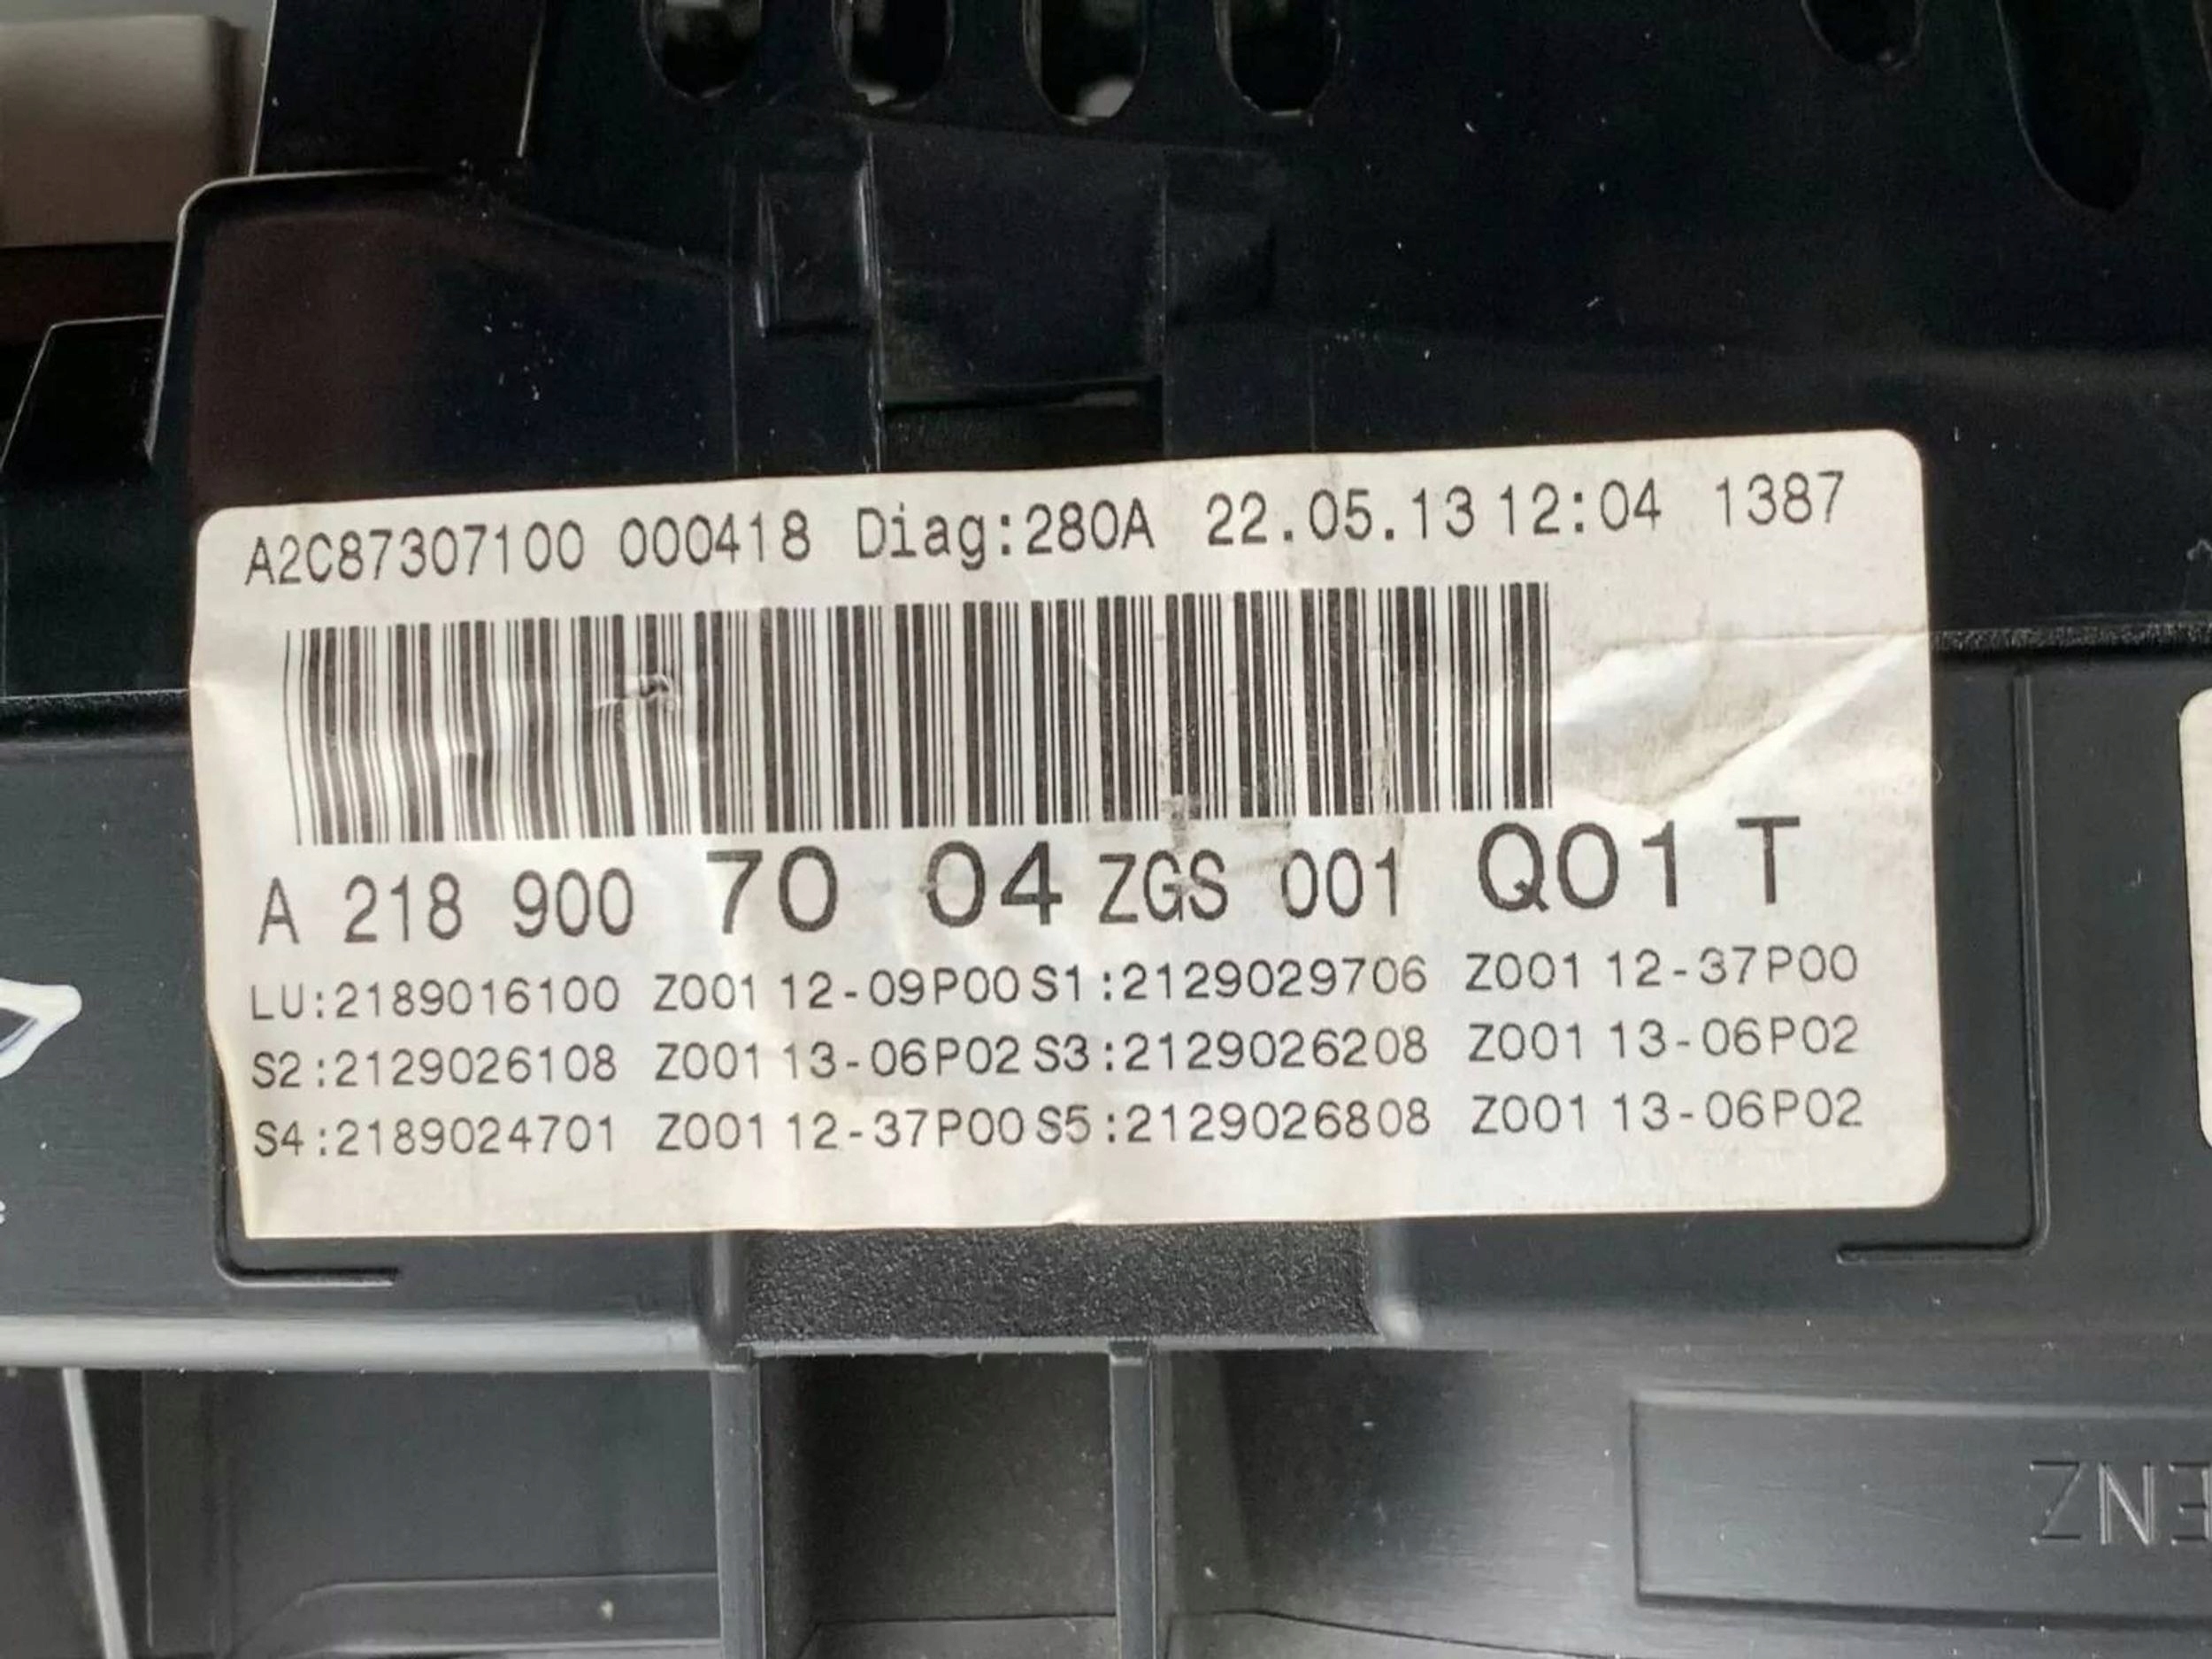 A2C87307100 000418 Diag:280A 22.05.13 12:04 1387
A 218 900 70 04 ZGS 001 Q01 T
LU:2189016100 Z001 12-09P00 S1:2129029706 Z001 12-37P00
S2:2129026108 Z001 13-06P02 S3:2129026208 Z001 13-06P02
S4:2189024701 Z001 12-37P00 S5:2129026808 Z001 13-06P02
ENZ